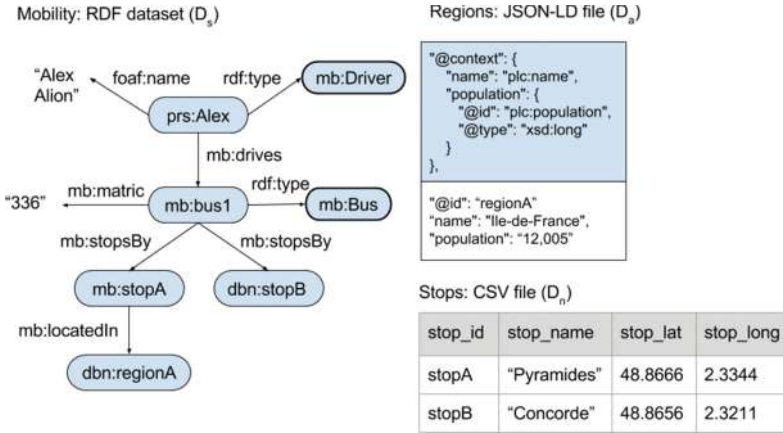 Mobility: RDF dataset (Ds)
“Alex
Alion”
foaf:name
rdf:type
mb:Driver
prs:Alex
mb:drives
“336”
mb:matric
mb:bus1
rdf:type
mb:Bus
mb:stopsBy
mb:stopsBy
mb:stopA
dbn:stopB
mb:locatedIn
dbn:regionA
Regions: JSON-LD file (Da)
"@context": {
"name": "plc:name",
"population": {
"@id": "plc:population",
"@type": "xsd:long"
}
},
"@id": “regionA”
“name": "Ile-de-France",
"population": “12,005”
Stops: CSV file (Dn)
stop_id stop_name stop_lat stop_long
stopA “Pyramides” 48.8666 2.3344
stopB “Concorde” 48.8656 2.3211